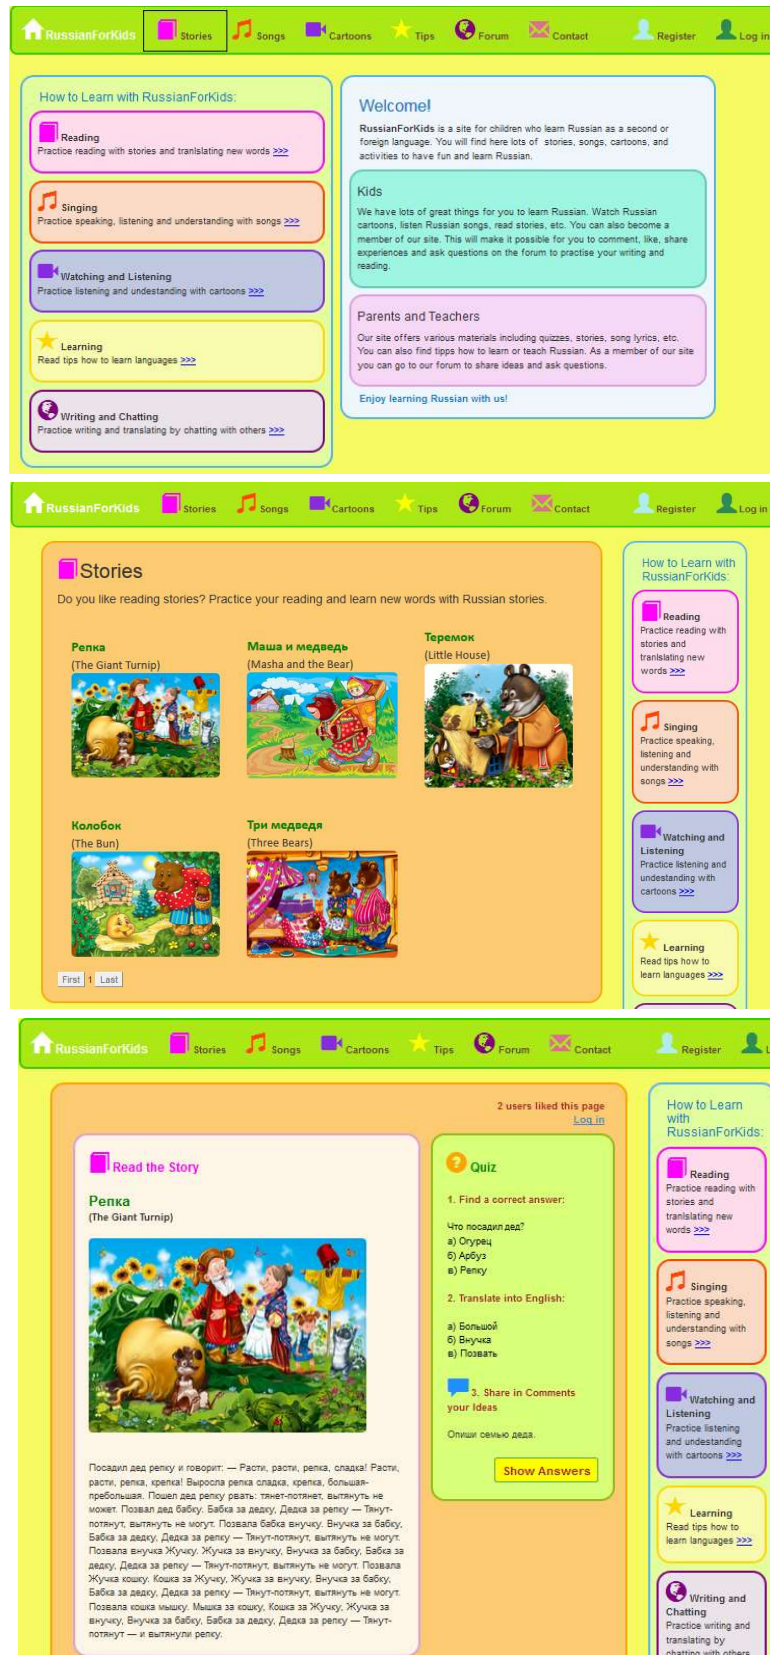 RussianForKids Stories Songs Cartoons Tips Forum Contact Register Log in
How to Learn with RussianForKids:
Reading
Practice reading with stories and tranlslating new words >>>
Singing
Practice speaking, listening and understanding with songs >>>
Watching and Listening
Practice listening and undestanding with cartoons >>>
Learning
Read tips how to learn languages >>>
Writing and Chatting
Practice writing and translating by chatting with others >>>
Welcome!
RussianForKids is a site for children who learn Russian as a second or
foreign language. You will find here lots of stories, songs, cartoons, and
activities to have fun and learn Russian.
Kids
We have lots of great things for you to learn Russian. Watch Russian
cartoons, listen Russian songs, read stories, etc. You can also become a
member of our site. This will make it possible for you to comment, like, share
experiences and ask questions on the forum to practise your writing and
reading.
Parents and Teachers
Our site offers various materials including quizzes, stories, song lyrics, etc.
You can also find tipps how to learn or teach Russian. As a member of our site
you can go to our forum to share ideas and ask questions.
Enjoy learning Russian with us!
RussianForKids Stories Songs Cartoons Tips Forum Contact Register Log in
Stories
Do you like reading stories? Practice your reading and learn new words with Russian stories.
Репка
(The Giant Turnip)
Маша и медведь
(Masha and the Bear)
Теремок
(Little House)
Колобок
(The Bun)
Три медведя
(Three Bears)
First 1 Last
How to Learn with
RussianForKids:
Reading
Practice reading with
stories and
tranlslating new
words >>>
Singing
Practice speaking,
listening and
understanding with
songs >>>
Watching and
Listening
Practice listening and
undestanding with
cartoons >>>
Learning
Read tips how to
learn languages >>>
RussianForKids Stories Songs Cartoons Tips Forum Contact Register L
2 users liked this page
Log in
Read the Story
Репка
(The Giant Turnip)
Посадил дед репку и говорит: — Расти, расти, репка, сладка! Расти,
расти, репка, крепка! Выросла репка сладка, крепка, большая-
пребольшая. Пошел дед репку рвать: тянет-потянет, вытянуть не
может. Позвал дед бабку. Бабка за дедку, Дедка за репку — Тянут-
потянут, вытянуть не могут. Позвала бабка внучку. Внучка за бабку,
Бабка за дедку, Дедка за репку — Тянут-потянут, вытянуть не могут.
Позвала внучка Жучку. Жучка за внучку, Внучка за бабку, Бабка за
дедку, Дедка за репку — Тянут-потянут, вытянуть не могут. Позвала
Жучка кошку. Кошка за Жучку, Жучка за внучку, Внучка за бабку,
Бабка за дедку, Дедка за репку — Тянут-потянут, вытянуть не могут.
Позвала кошка мышку. Мышка за кошку, Кошка за Жучку, Жучка за
внучку, Внучка за бабку, Бабка за дедку, Дедка за репку — Тянут-
потянут — и вытянули репку.
Quiz
1. Find a correct answer:
Что посадил дед?
а) Огурец
б) Арбуз
в) Репку
2. Translate into English:
а) Большой
б) Внучка
в) Позвать
3. Share in Comments
your Ideas
Опиши семью деда.
Show Answers
How to Learn
with
RussianForKids:
Reading
Practice reading with
stories and
tranlslating new
words >>>
Singing
Practice speaking,
listening and
understanding with
songs >>>
Watching and
Listening
Practice listening
and undestanding
with cartoons >>>
Learning
Read tips how to
learn languages >>>
Writing and
Chatting
Practice writing and
translating by
chatting with others